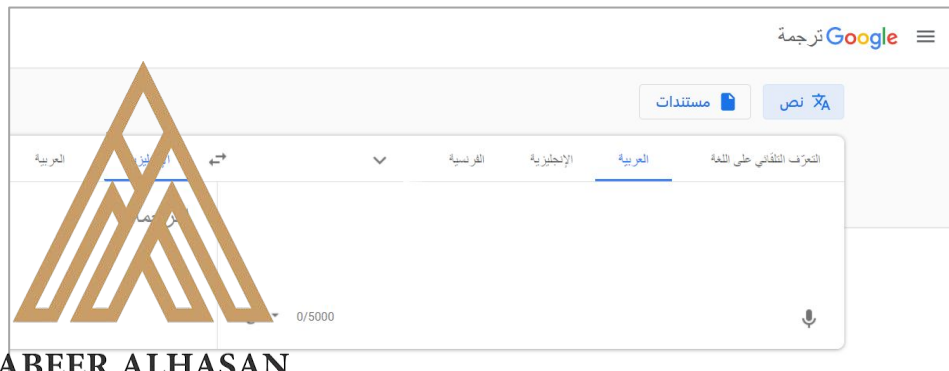 Google ترجمة
نص
مستندات
التعرّف التلقائي على اللغة العربية الإنجليزية الفرنسية العربية
0/5000
ABEER ALHASAN